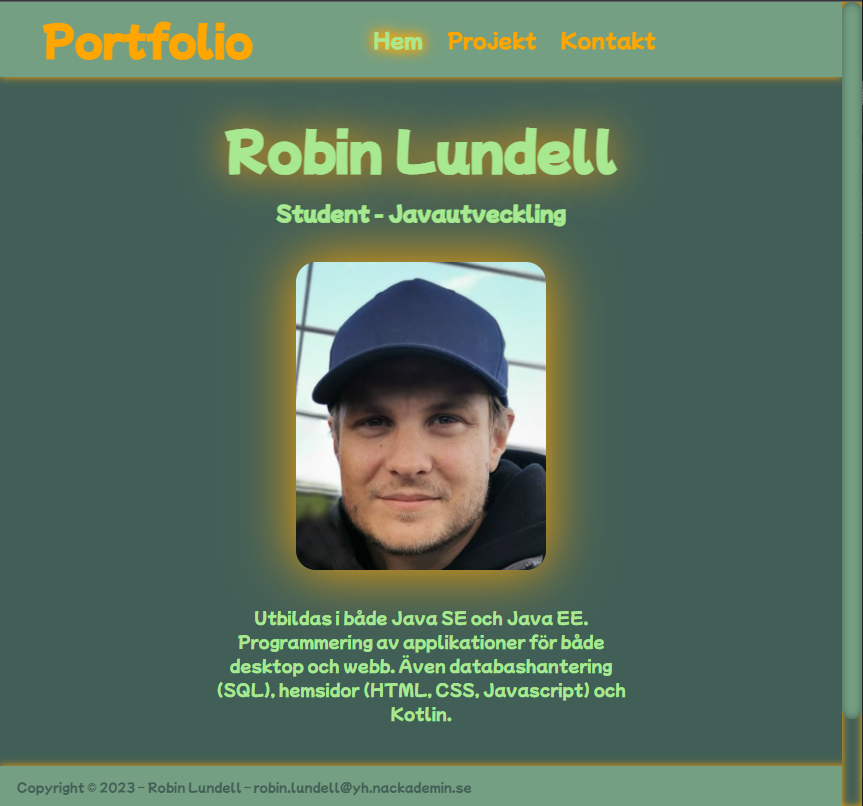 Portfolio
Hem Projekt Kontakt
Robin Lundell
Student - Javautveckling
Utbildas i både Java SE och Java EE.
Programmering av applikationer för både
desktop och webb. Även databashantering
(SQL), hemsidor (HTML, CSS, Javascript) och
Kotlin.
Copyright © 2023 - Robin Lundell - robin.lundell@yh.nackademin.se